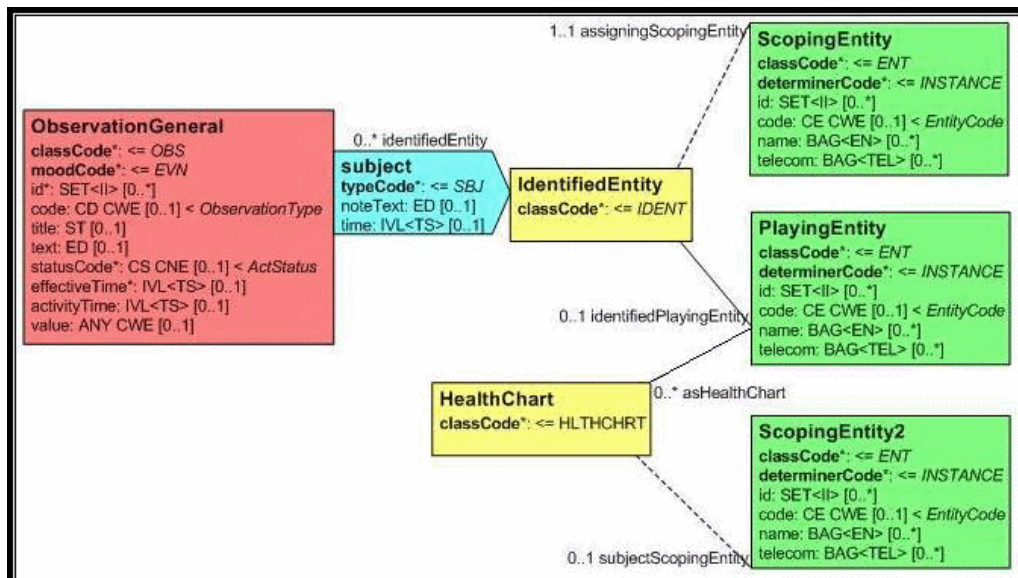 1..1 assigningScopingEntity
ScopingEntity
classCode*: <= ENT
determinerCode*: <= INSTANCE
id: SET<II> [0..*]
code: CE CWE [0..1] < EntityCode
name: BAG<EN> [0..*]
telecom: BAG<TEL> [0..*]
ObservationGeneral
classCode*: <= OBS
moodCode*: <= EVN
id*: SET<II> [0..*]
code: CD CWE [0..1] < ObservationType
title: ST [0..1]
text: ED [0..1]
statusCode*: CS CNE [0..1] < ActStatus
effectiveTime*: IVL<TS> [0..1]
activityTime: IVL<TS> [0..1]
value: ANY CWE [0..1]
0..* identifiedEntity
subject
typeCode*: <= SBJ
noteText: ED [0..1]
time: IVL<TS> [0..1]
IdentifiedEntity
classCode*: <= IDENT
PlayingEntity
classCode*: <= ENT
determinerCode*: <= INSTANCE
id: SET<II> [0..*]
code: CE CWE [0..1] < EntityCode
name: BAG<EN> [0..*]
telecom: BAG<TEL> [0..*]
0..1 identifiedPlayingEntity
HealthChart
classCode*: <= HLTHCHRT
0..* asHealthChart
ScopingEntity2
classCode*: <= ENT
determinerCode*: <= INSTANCE
id: SET<II> [0..*]
code: CE CWE [0..1] < EntityCode
name: BAG<EN> [0..*]
telecom: BAG<TEL> [0..*]
0..1 subjectScopingEntity